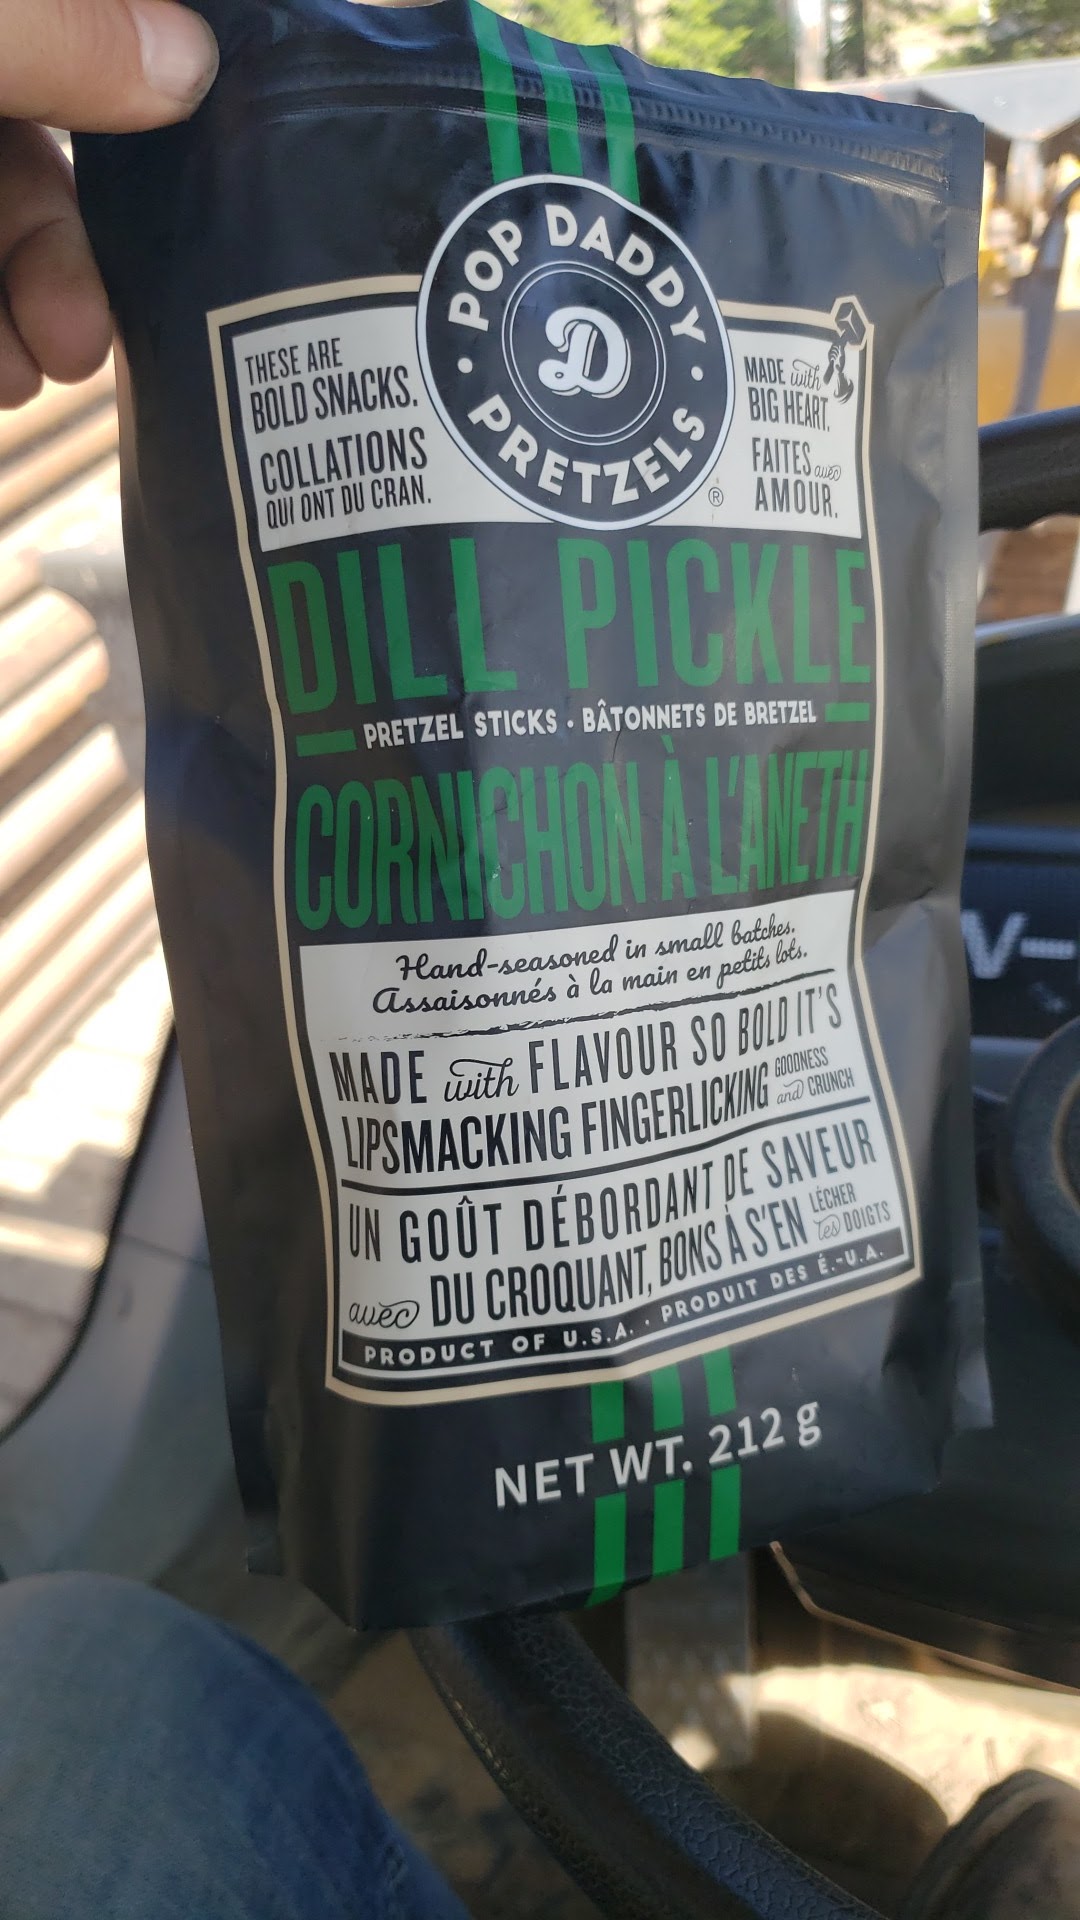 POP DADDY
D
PRETZELS
®
THESE ARE
BOLD SNACKS.
COLLATIONS
QUI ONT DU CRAN.
MADE with
BIG HEART.
FAITES avec
AMOUR.
DILL PICKLE
PRETZEL STICKS • BÂTONNETS DE BRETZEL
CORNICHON À L'ANETH
Hand-seasoned in small batches.
Assaisonnés à la main en petits lots.
MADE with FLAVOUR SO BOLD IT'S
LIPSMACKING FINGERLICKING GOODNESS and CRUNCH
UN GOÛT DÉBORDANT DE SAVEUR
avec DU CROQUANT, BONS À S'EN LÉCHER les DOIGTS
PRODUCT OF U.S.A. • PRODUIT DES É.-U.A.
NET WT. 212 g